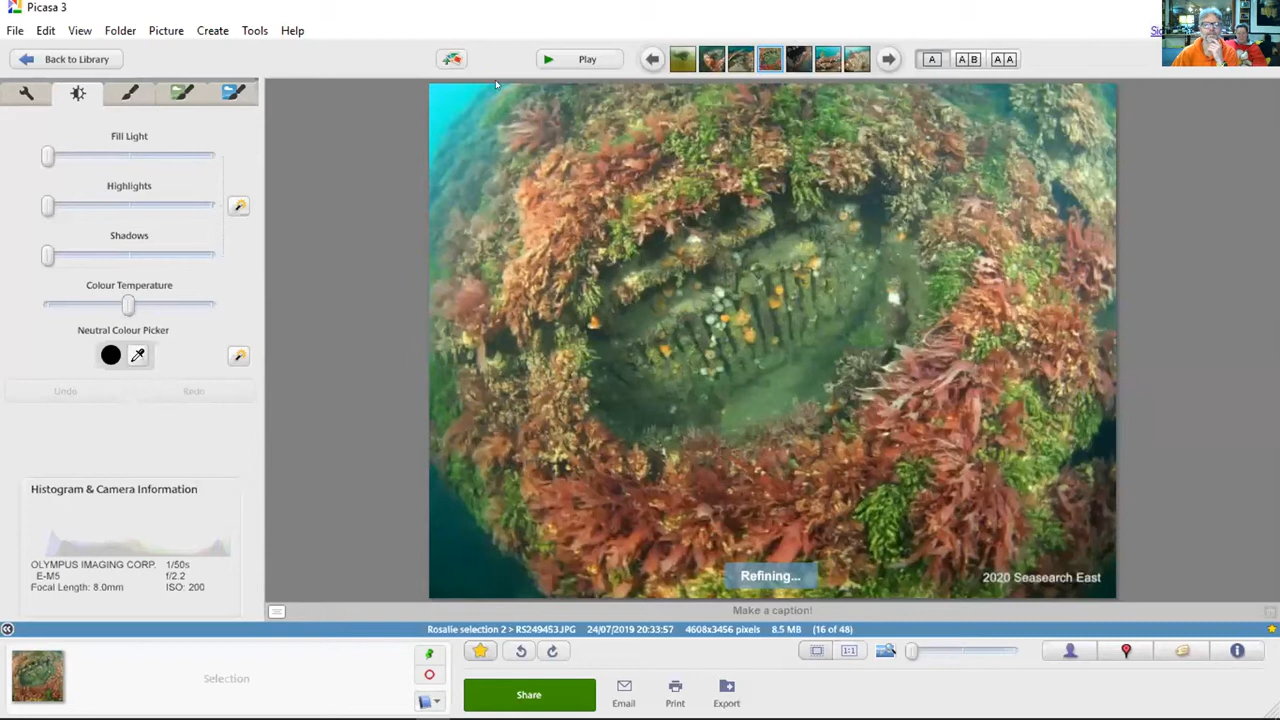 Picasa 3
File Edit View Folder Picture Create Tools Help
Back to Library
Play
A
A B
A A
Fill Light
Highlights
Shadows
Colour Temperature
Neutral Colour Picker
Undo Redo
Histogram & Camera Information
OLYMPUS IMAGING CORP. 1/50s
E-M5 f/2.2
Focal Length: 8.0mm ISO: 200
Refining...
2020 Seasearch East
Make a caption!
Rosalie selection 2 > RS249453.JPG 24/07/2019 20:33:57 4608x3456 pixels 8.5 MB (16 of 48)
1:1
Selection
Share
Email Print Export